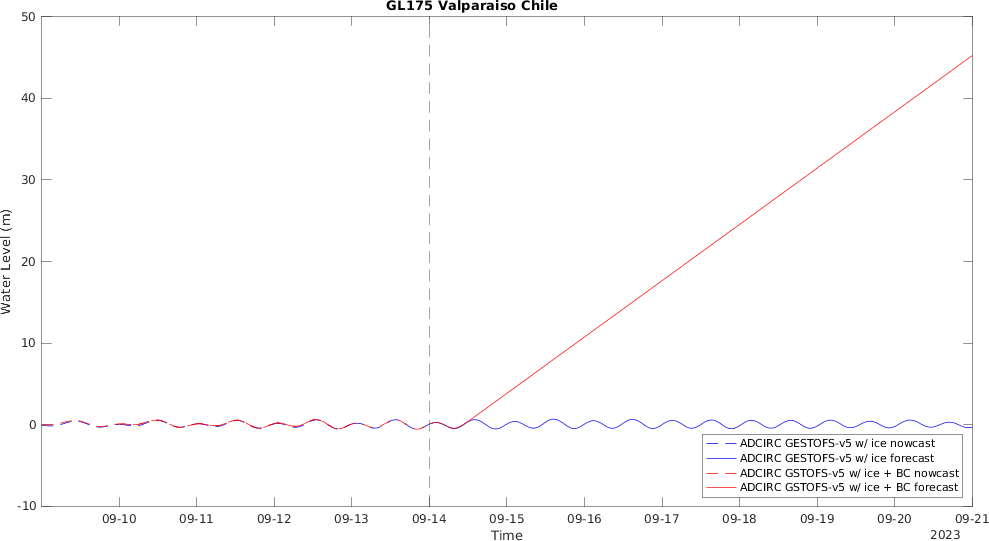 GL175 Valparaiso Chile
50
40
30
20
10
0
-10
Water Level (m)
ADCIRC GESTOFS-v5 w/ ice nowcast
ADCIRC GESTOFS-v5 w/ ice forecast
ADCIRC GSTOFS-v5 w/ ice + BC nowcast
ADCIRC GSTOFS-v5 w/ ice + BC forecast
09-10 09-11 09-12 09-13 09-14 09-15 09-16 09-17 09-18 09-19 09-20 09-21
Time
2023